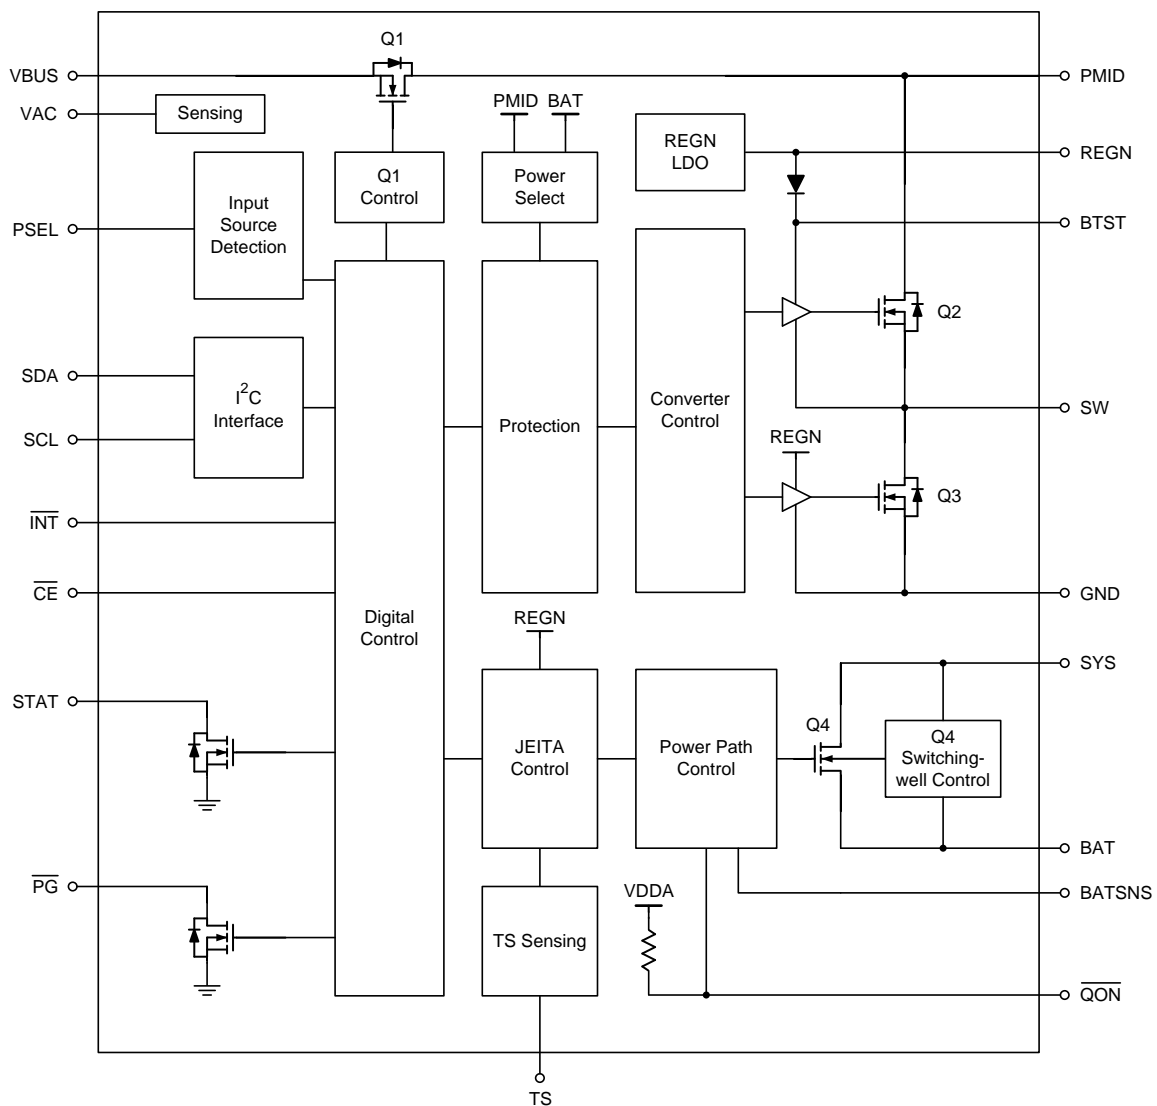 Q1
VBUS
PMID
VAC
Sensing
PMID
BAT
REGN
LDO
REGN
Input
Source
Detection
Q1
Control
Power
Select
PSEL
BTST
Q2
SDA
I²C
Interface
SCL
Protection
Converter
Control
SW
REGN
Q3
INT
CE
GND
Digital
Control
REGN
SYS
STAT
Q4
JEITA
Control
Power Path
Control
Q4
Switching-
well Control
BAT
PG
VDDA
BATSNS
TS Sensing
QON
TS